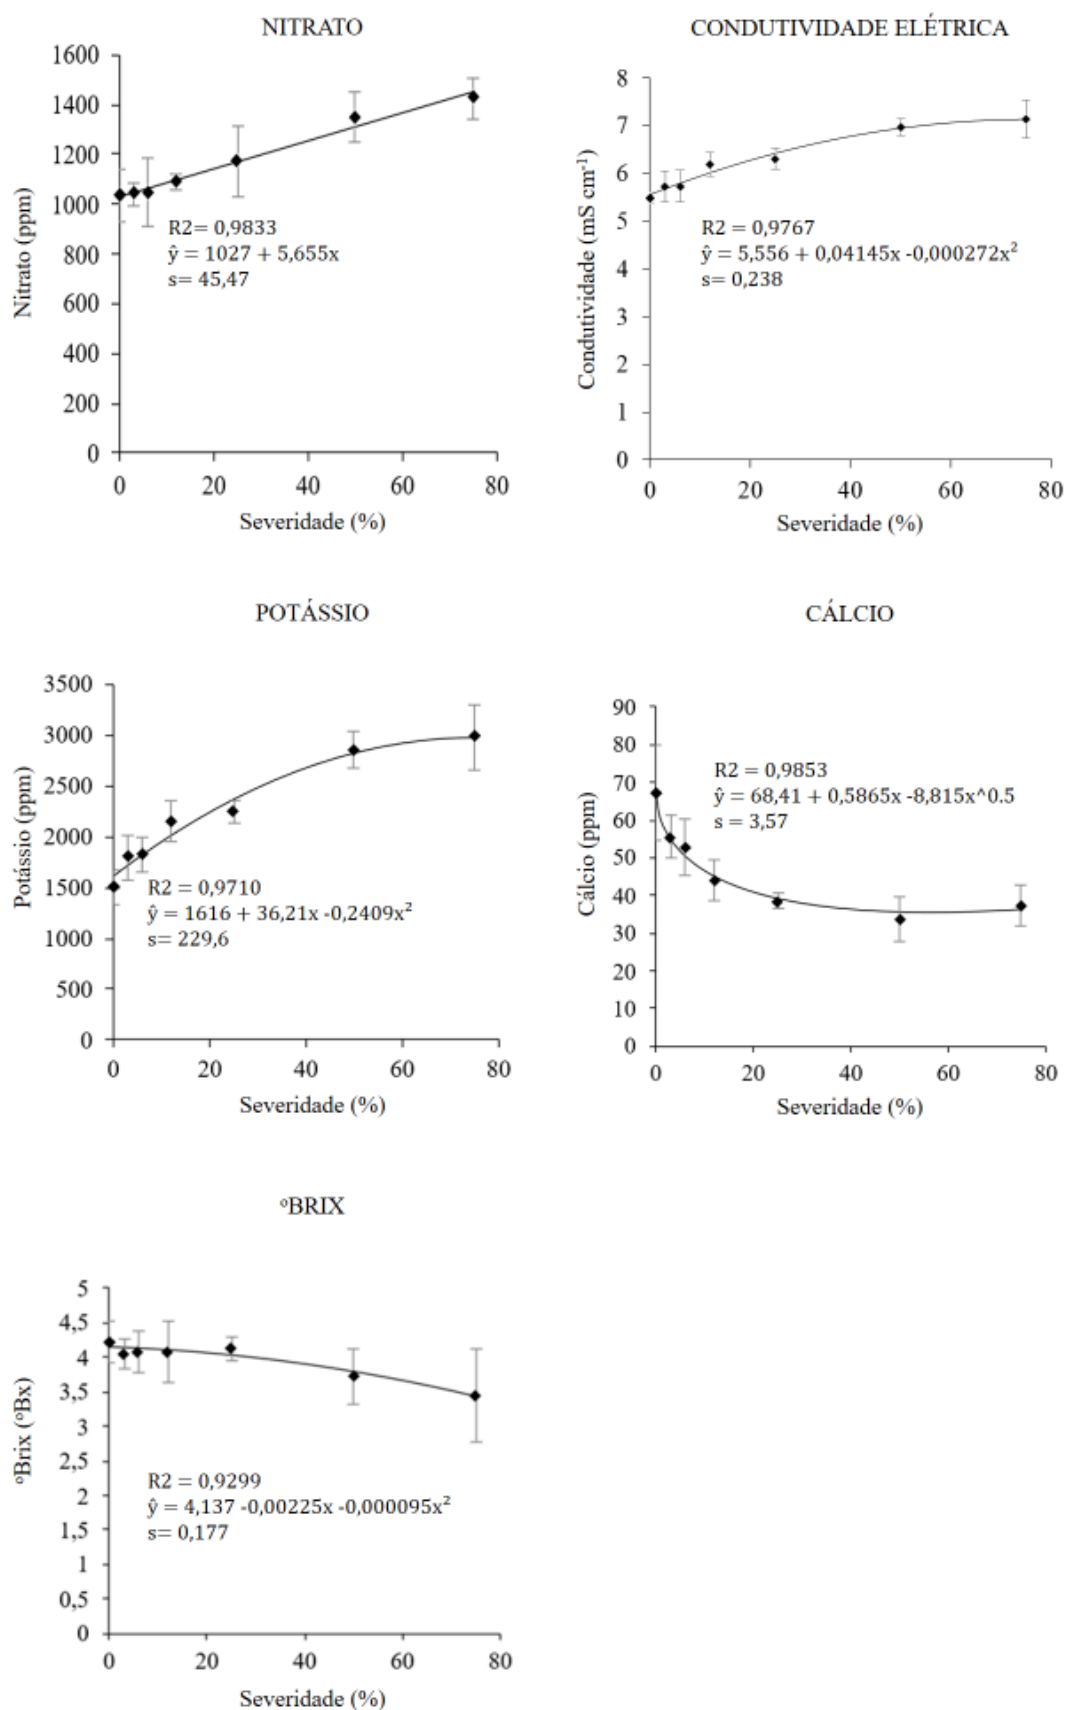 NITRATO
1600
1400
1200
1000
800
600
400
200
0
Nitrato (ppm)
R2= 0,9833
ŷ = 1027 + 5,655x
s= 45,47
0 20 40 60 80
Severidade (%)
CONDUTIVIDADE ELÉTRICA
8
7
6
5
4
3
2
1
0
Condutividade (mS cm⁻¹)
R2 = 0,9767
ŷ = 5,556 + 0,04145x -0,000272x²
s= 0,238
0 20 40 60 80
Severidade (%)
POTÁSSIO
3500
3000
2500
2000
1500
1000
500
0
Potássio (ppm)
R2 = 0,9710
ŷ = 1616 + 36,21x -0,2409x²
s= 229,6
0 20 40 60 80
Severidade (%)
CÁLCIO
90
80
70
60
50
40
30
20
10
0
Cálcio (ppm)
R2 = 0,9853
ŷ = 68,41 + 0,5865x -8,815x^0.5
s = 3,57
0 20 40 60 80
Severidade (%)
ºBRIX
5
4,5
4
3,5
3
2,5
2
1,5
1
0,5
0
ºBrix (ºBx)
R2 = 0,9299
ŷ = 4,137 -0,00225x -0,000095x²
s= 0,177
0 20 40 60 80
Severidade (%)